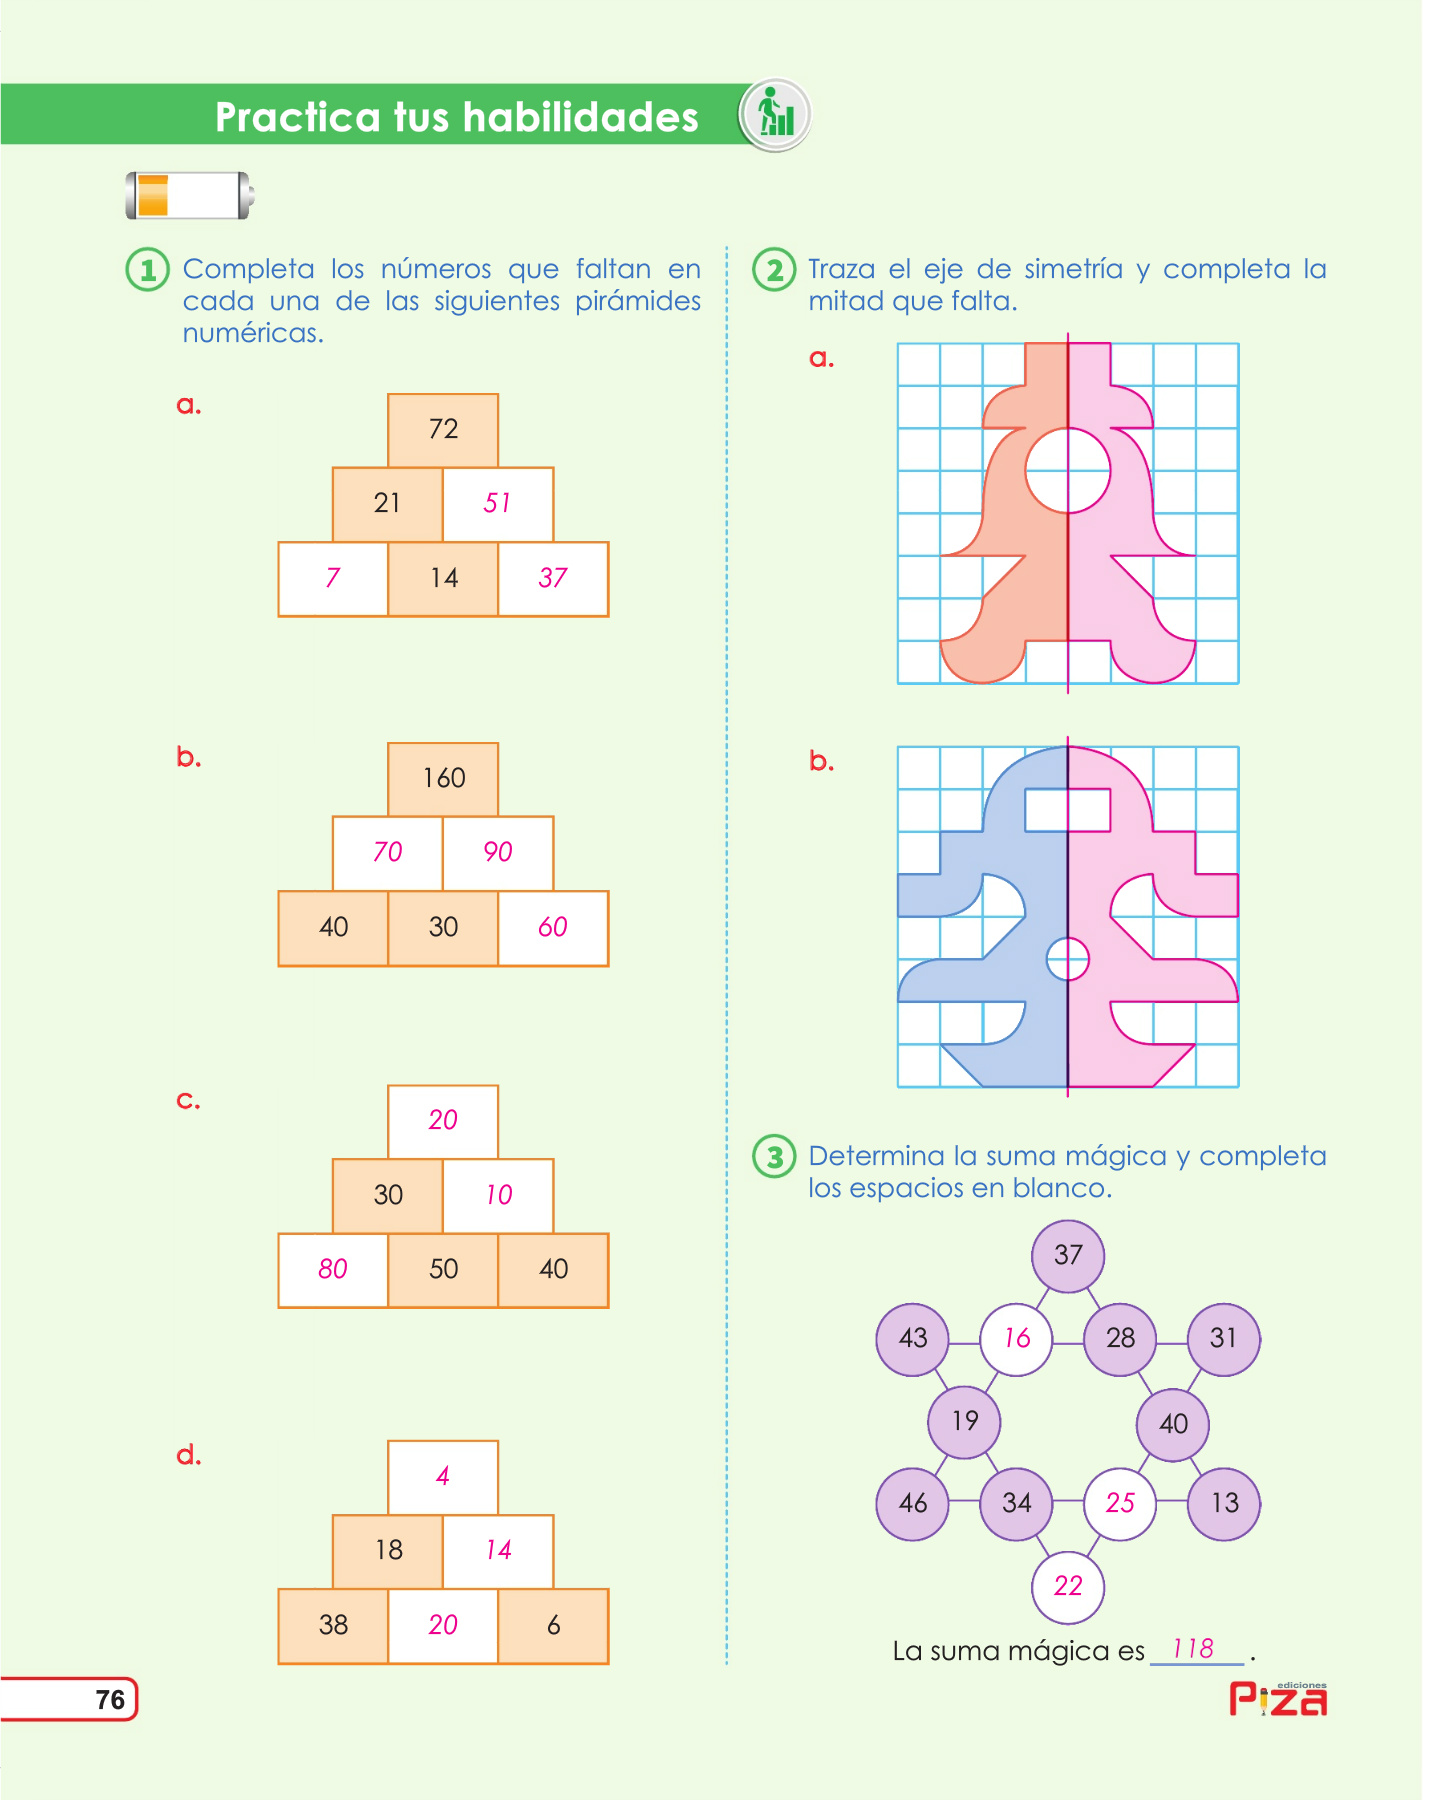 Practica tus habilidades
1 Completa los números que faltan en
cada una de las siguientes pirámides
numéricas.
a.
72
21 51
7 14 37
b.
160
70 90
40 30 60
c.
20
30 10
80 50 40
d.
4
18 14
38 20 6
2 Traza el eje de simetría y completa la
mitad que falta.
a.
b.
3 Determina la suma mágica y completa
los espacios en blanco.
37
43 16 28 31
19 40
46 34 25 13
22
La suma mágica es 118 .
76
ediciones
Piza